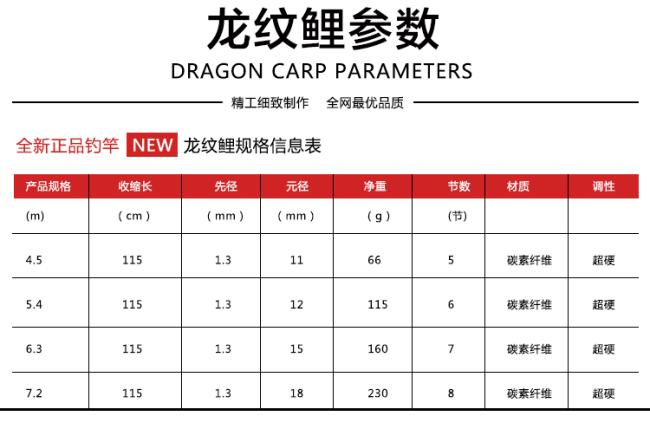 龙纹鲤参数
DRAGON CARP PARAMETERS
精工细致制作 全网最优品质
全新正品钓竿 NEW 龙纹鲤规格信息表
产品规格 收缩长 先径 元径 净重 节数 材质 调性
(m) (cm) (mm) (mm) (g) (节)
4.5 115 1.3 11 66 5 碳素纤维 超硬
5.4 115 1.3 12 115 6 碳素纤维 超硬
6.3 115 1.3 15 160 7 碳素纤维 超硬
7.2 115 1.3 18 230 8 碳素纤维 超硬